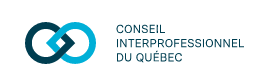 CONSEIL
INTERPROFESSIONNEL
DU QUÉBEC